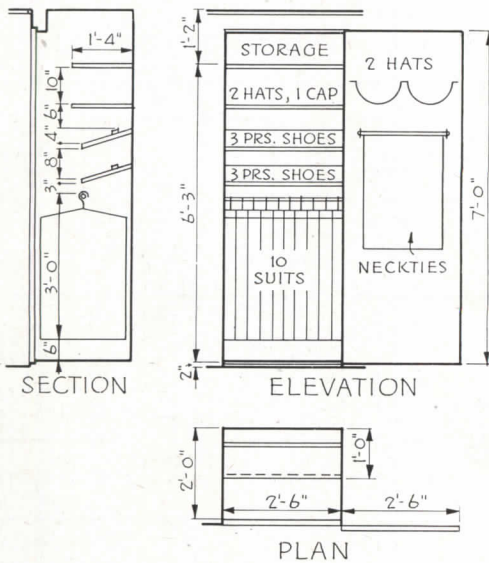 1'-4"
10"
6"
4"
8"
3"
3'-0"
6"
SECTION
1'-2"
6'-3"
2"
STORAGE
2 HATS, 1 CAP
3 PRS. SHOES
3 PRS. SHOES
10
SUITS
2 HATS
NECKTIES
7'-0"
ELEVATION
2'-0"
1'-0"
2'-6"
2'-6"
PLAN